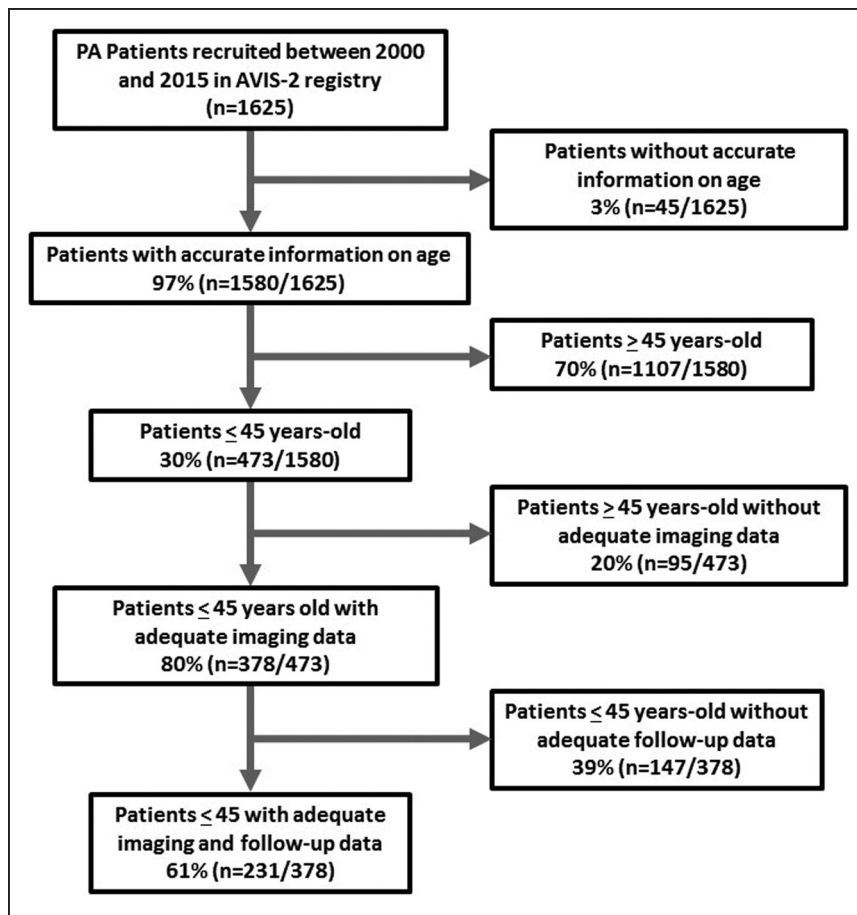 PA Patients recruited between 2000
and 2015 in AVIS-2 registry
(n=1625)
Patients without accurate
information on age
3% (n=45/1625)
Patients with accurate information on age
97% (n=1580/1625)
Patients ≥ 45 years-old
70% (n=1107/1580)
Patients ≤ 45 years-old
30% (n=473/1580)
Patients ≥ 45 years-old without
adequate imaging data
20% (n=95/473)
Patients ≤ 45 years old with
adequate imaging data
80% (n=378/473)
Patients ≤ 45 years-old without
adequate follow-up data
39% (n=147/378)
Patients ≤ 45 with adequate
imaging and follow-up data
61% (n=231/378)